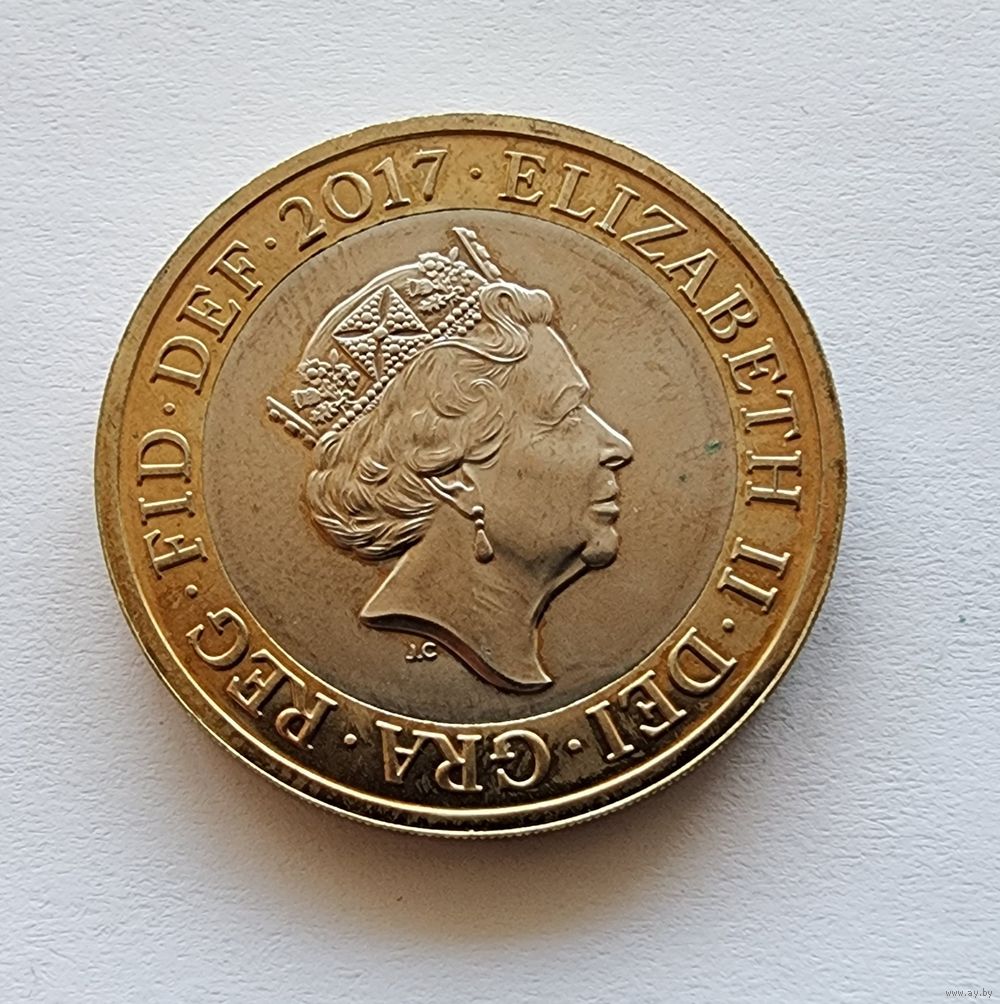 ELIZABETH II · DEI · GRA · REG · FID · DEF · 2017
J.C
www.ay.by